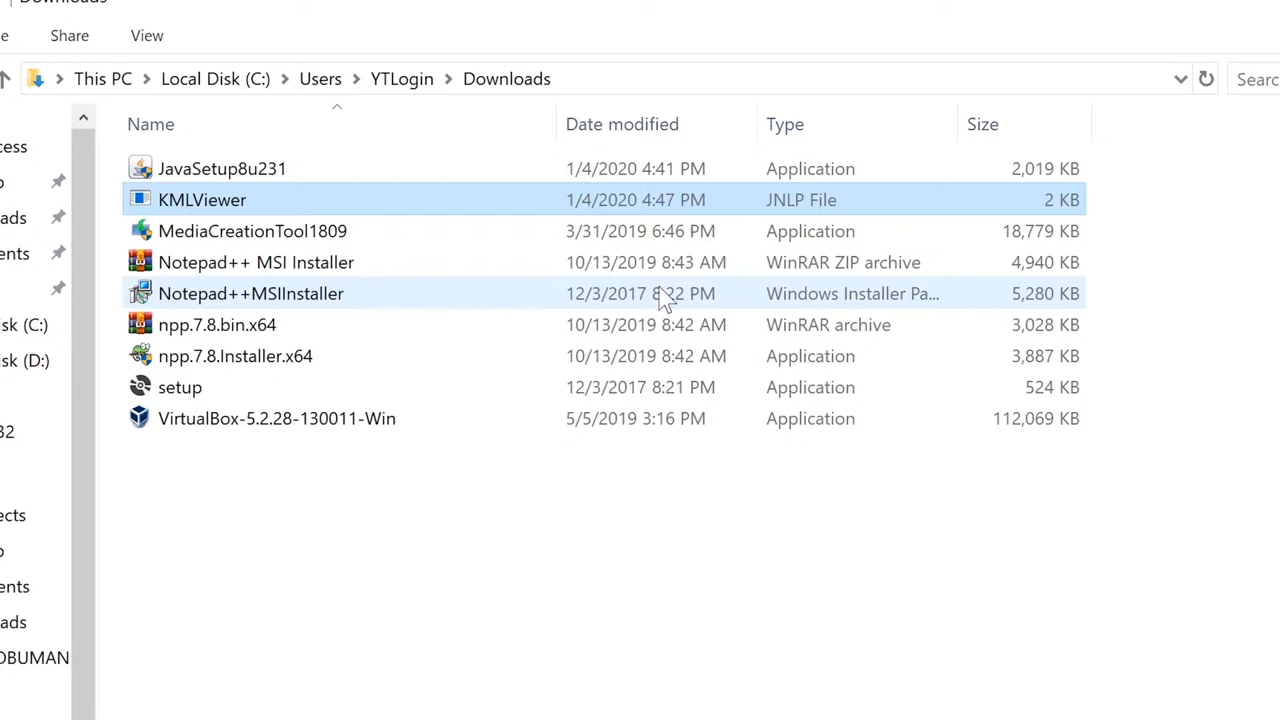 Downloads
e Share View
This PC > Local Disk (C:) > Users > YTLogin > Downloads Searc
Name Date modified Type Size
JavaSetup8u231 1/4/2020 4:41 PM Application 2,019 KB
KMLViewer 1/4/2020 4:47 PM JNLP File 2 KB
MediaCreationTool1809 3/31/2019 6:46 PM Application 18,779 KB
Notepad++ MSI Installer 10/13/2019 8:43 AM WinRAR ZIP archive 4,940 KB
Notepad++MSIInstaller 12/3/2017 8:22 PM Windows Installer Pa... 5,280 KB
npp.7.8.bin.x64 10/13/2019 8:42 AM WinRAR archive 3,028 KB
npp.7.8.Installer.x64 10/13/2019 8:42 AM Application 3,887 KB
setup 12/3/2017 8:21 PM Application 524 KB
VirtualBox-5.2.28-130011-Win 5/5/2019 3:16 PM Application 112,069 KB
cess
p
ads
ents
isk (C:)
isk (D:)
32
ects
p
ents
ads
OBUMAN